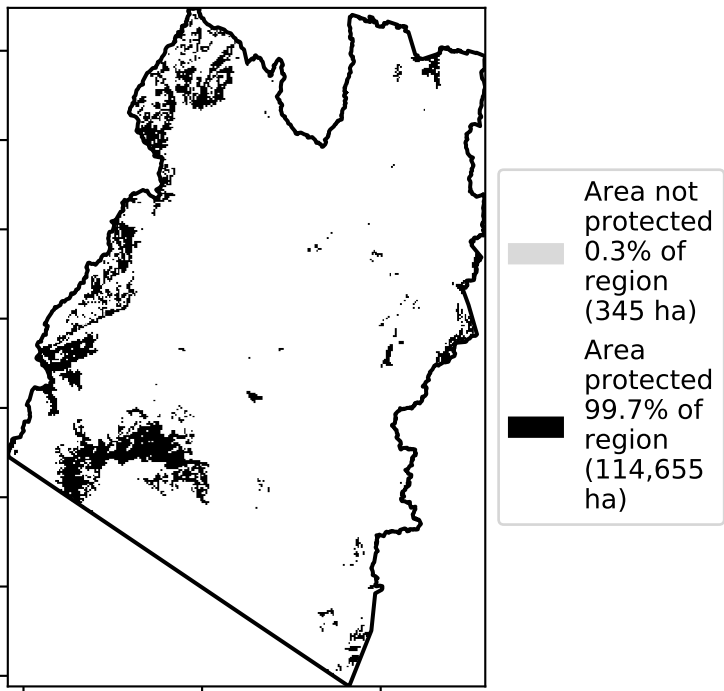 Area not
protected
0.3% of
region
(345 ha)
Area
protected
99.7% of
region
(114,655
ha)